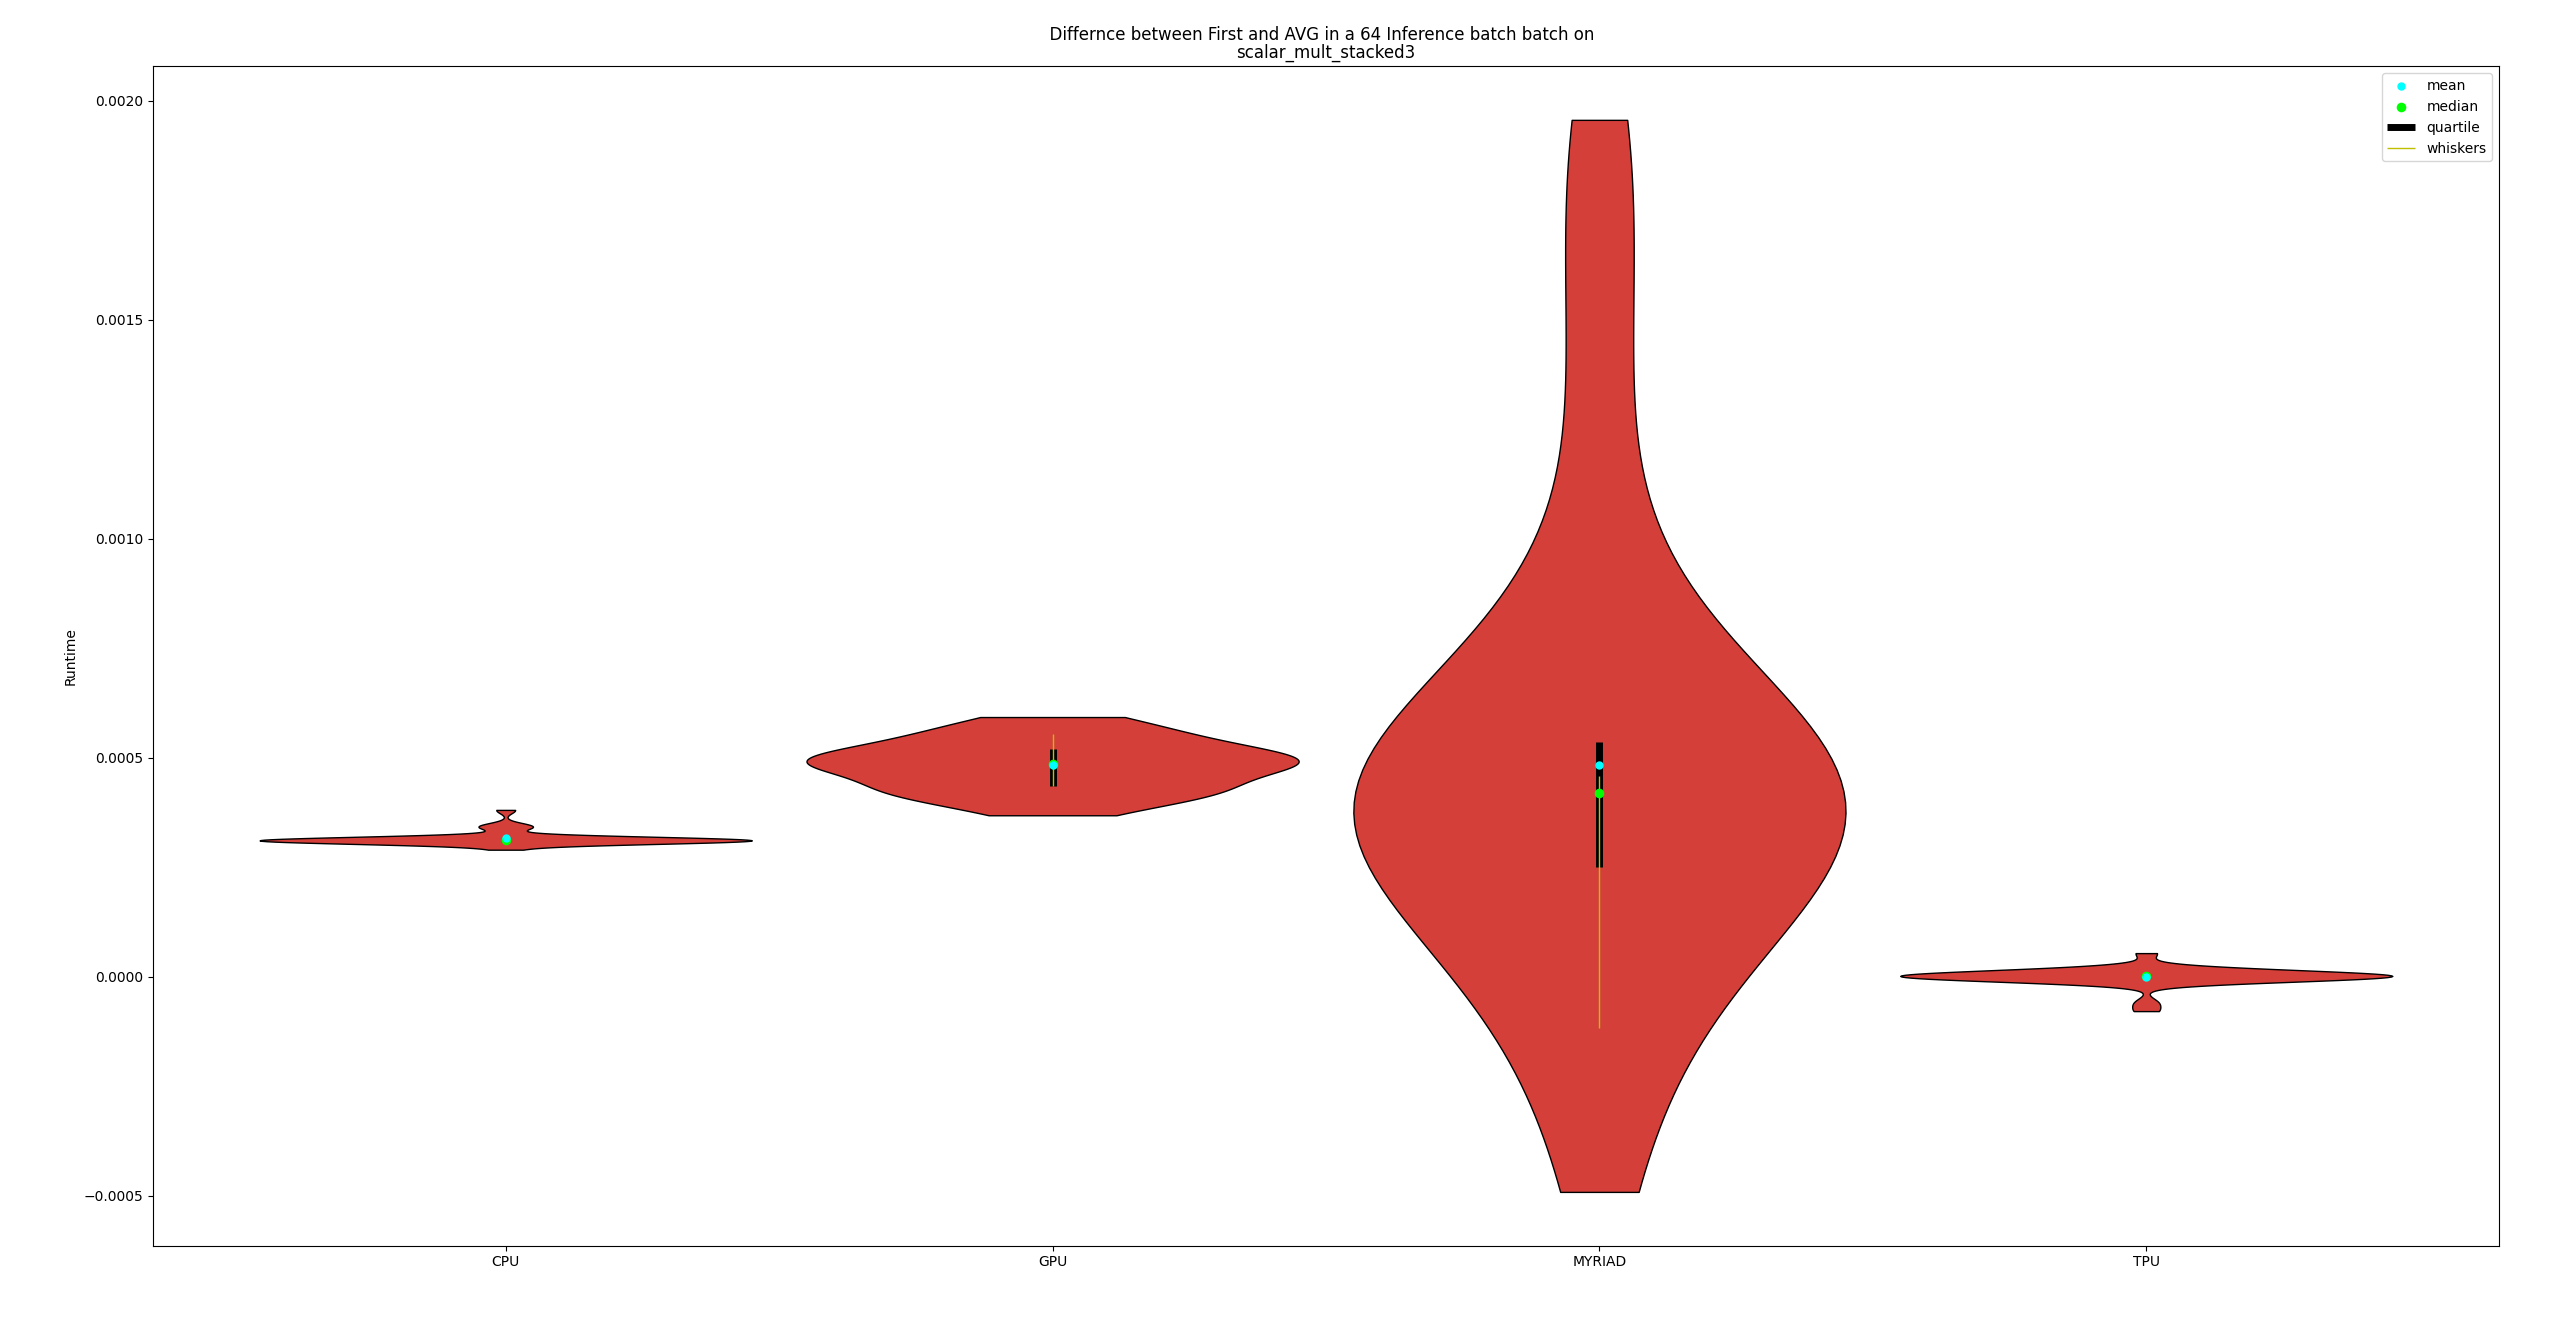 Differnce between First and AVG in a 64 Inference batch batch on
scalar_mult_stacked3
mean
median
quartile
whiskers
0.0020
0.0015
0.0010
0.0005
0.0000
−0.0005
Runtime
CPU
GPU
MYRIAD
TPU